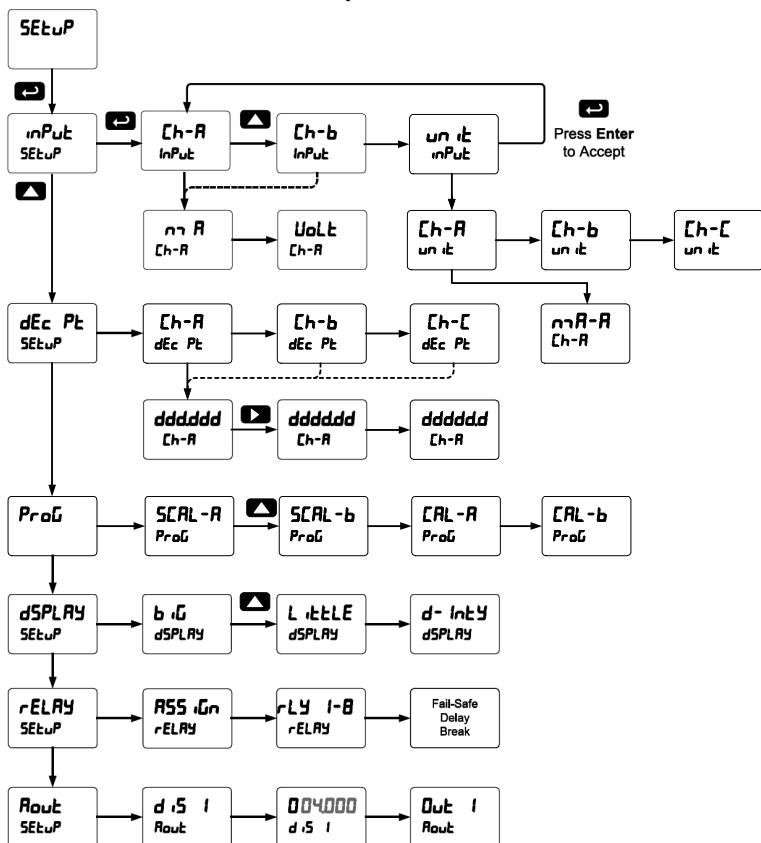 SEtuP
inPut
SEtuP
Ch-A
InPut
Ch-b
InPut
unit
inPut
Press Enter
to Accept
mA
Ch-A
VoLt
Ch-A
Ch-A
unit
Ch-b
unit
Ch-C
unit
mA-A
Ch-A
dEc Pt
SEtuP
Ch-A
dEc Pt
Ch-b
dEc Pt
Ch-C
dEc Pt
ddd.ddd
Ch-A
dddd.dd
Ch-A
ddddd.d
Ch-A
ProG
SCAL-A
ProG
SCAL-b
ProG
CAL-A
ProG
CAL-b
ProG
dSPLAY
SEtuP
biG
dSPLAY
LittLE
dSPLAY
d-IntY
dSPLAY
rELAY
SEtuP
ASSiGn
rELAY
rLY 1-8
rELAY
Fail-Safe
Delay
Break
Aout
SEtuP
diS 1
Aout
004.000
diS 1
Out 1
Aout